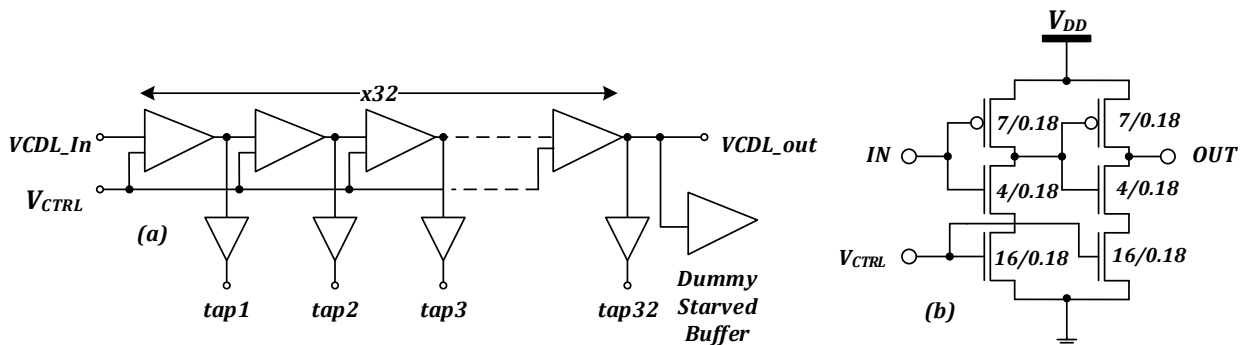 x32
VCDL_In
VCDL_out
VCTRL
(a)
tap1
tap2
tap3
tap32
Dummy
Starved
Buffer
VDD
7/0.18
7/0.18
IN
OUT
4/0.18
4/0.18
VCTRL
16/0.18
16/0.18
(b)